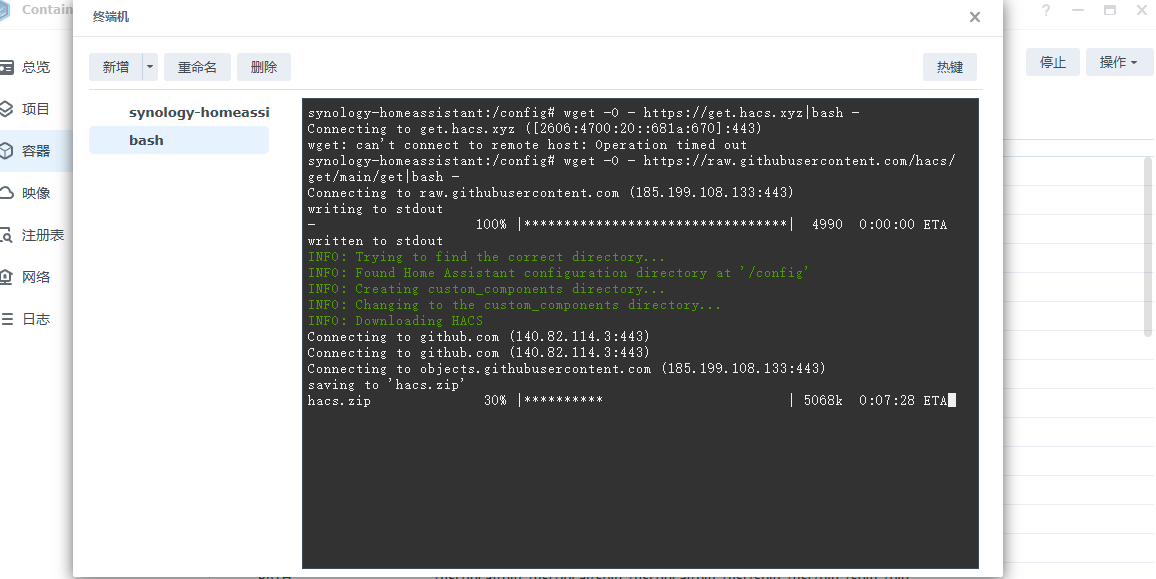 Contain
终端机
新增
重命名
删除
热键
停止
操作
总览
项目
容器
映像
注册表
网络
日志
synology-homeassi
bash
synology-homeassistant:/config# wget -O - https://get.hacs.xyz|bash -
Connecting to get.hacs.xyz ([2606:4700:20::681a:670]:443)
wget: can't connect to remote host: Operation timed out
synology-homeassistant:/config# wget -O - https://raw.githubusercontent.com/hacs/
get/main/get|bash -
Connecting to raw.githubusercontent.com (185.199.108.133:443)
writing to stdout
-                    100% |*********************************|  4990  0:00:00 ETA
written to stdout
INFO: Trying to find the correct directory...
INFO: Found Home Assistant configuration directory at '/config'
INFO: Creating custom_components directory...
INFO: Changing to the custom_components directory...
INFO: Downloading HACS
Connecting to github.com (140.82.114.3:443)
Connecting to github.com (140.82.114.3:443)
Connecting to objects.githubusercontent.com (185.199.108.133:443)
saving to 'hacs.zip'
hacs.zip              30% |**********                       | 5068k  0:07:28 ETA